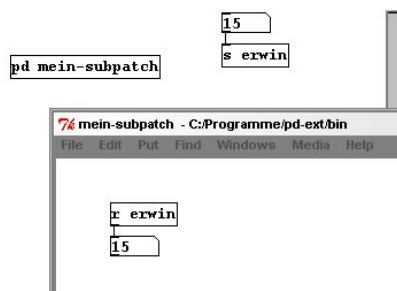 15
s erwin
pd mein-subpatch
mein-subpatch - C:/Programme/pd-ext/bin
File Edit Put Find Windows Media Help
r erwin
15